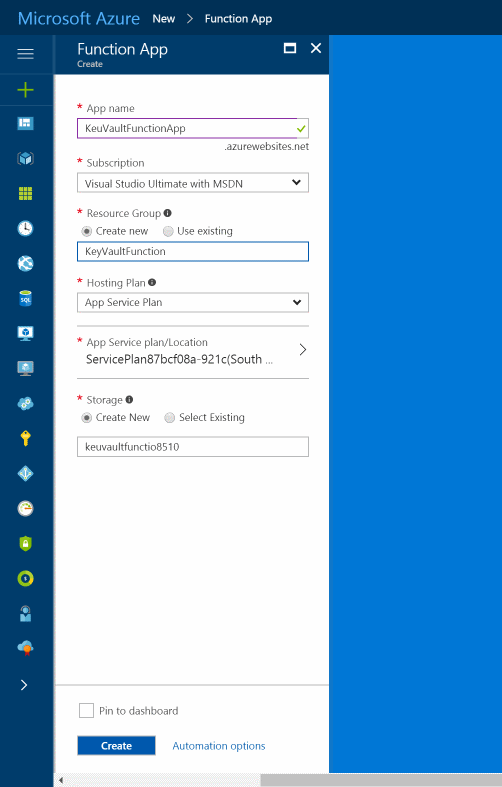 Microsoft Azure New > Function App
Function App
Create
* App name
KeuVaultFunctionApp
.azurewebsites.net
* Subscription
Visual Studio Ultimate with MSDN
* Resource Group
Create new Use existing
KeyVaultFunction
* Hosting Plan
App Service Plan
* App Service plan/Location
ServicePlan87bcf08a-921c(South ...
* Storage
Create New Select Existing
keuvaultfunctio8510
Pin to dashboard
Create Automation options